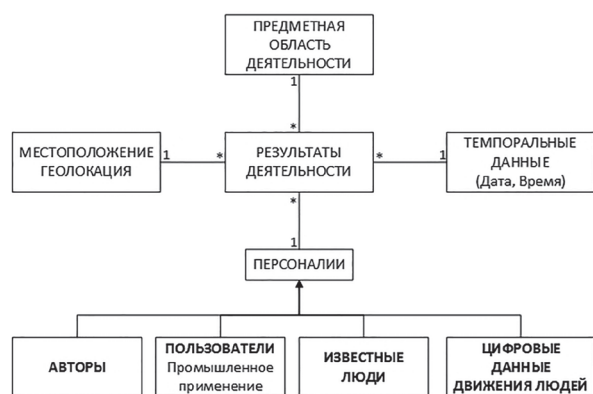 ПРЕДМЕТНАЯ
ОБЛАСТЬ
ДЕЯТЕЛЬНОСТИ
1
*
МЕСТОПОЛОЖЕНИЕ
ГЕОЛОКАЦИЯ
1
*
РЕЗУЛЬТАТЫ
ДЕЯТЕЛЬНОСТИ
*
1
ТЕМПОРАЛЬНЫЕ
ДАННЫЕ
(Дата, Время)
*
1
ПЕРСОНАЛИИ
АВТОРЫ
ПОЛЬЗОВАТЕЛИ
Промышленное
применение
ИЗВЕСТНЫЕ
ЛЮДИ
ЦИФРОВЫЕ
ДАННЫЕ
ДВИЖЕНИЯ ЛЮДЕЙ